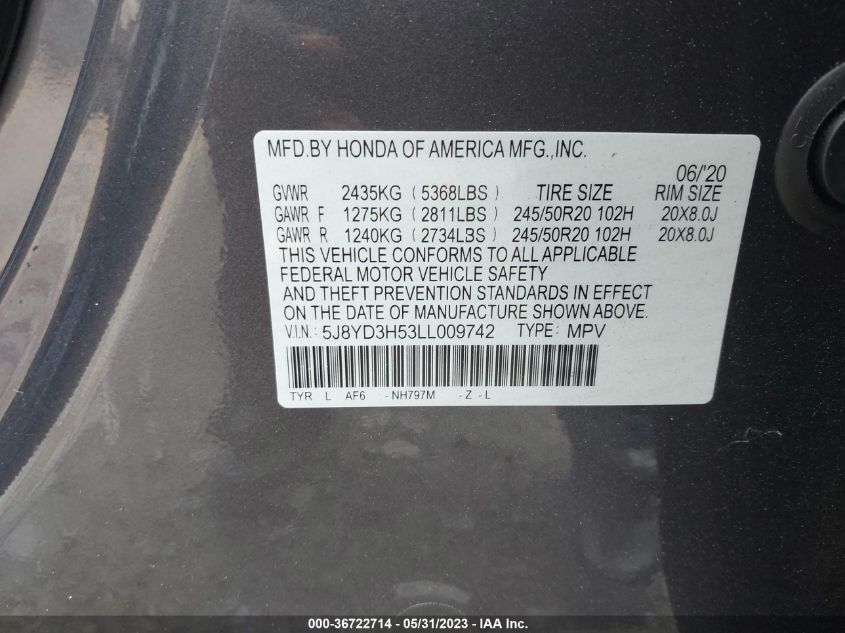 MFD.BY HONDA OF AMERICA MFG.,INC.
06/'20
GVWR 2435KG (5368LBS) TIRE SIZE RIM SIZE
GAWR F 1275KG (2811LBS) 245/50R20 102H 20X8.0J
GAWR R 1240KG (2734LBS) 245/50R20 102H 20X8.0J
THIS VEHICLE CONFORMS TO ALL APPLICABLE
FEDERAL MOTOR VEHICLE SAFETY
AND THEFT PREVENTION STANDARDS IN EFFECT
ON THE DATE OF MANUFACTURE SHOWN ABOVE.
V.I.N.: 5J8YD3H53LL009742 TYPE: MPV
TYR L AF6 -NH797M -Z -L
000-36722714 - 05/31/2023 - IAA Inc.